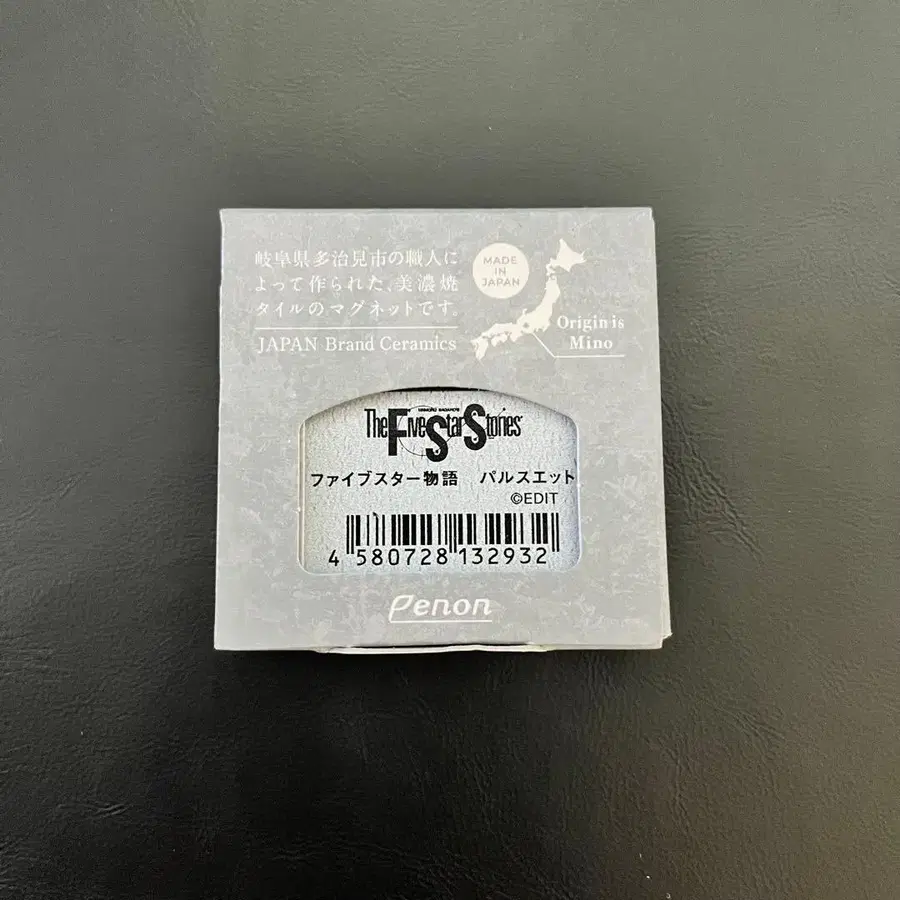 岐阜県多治見市の職人に
よって作られた、美濃焼
タイルのマグネットです。
JAPAN Brand Ceramics
MADE
IN
JAPAN
Origin is
Mino
The Five Star Stories
ファイブスター物語 パルスエット
©EDIT
4 580728 132932
Penon